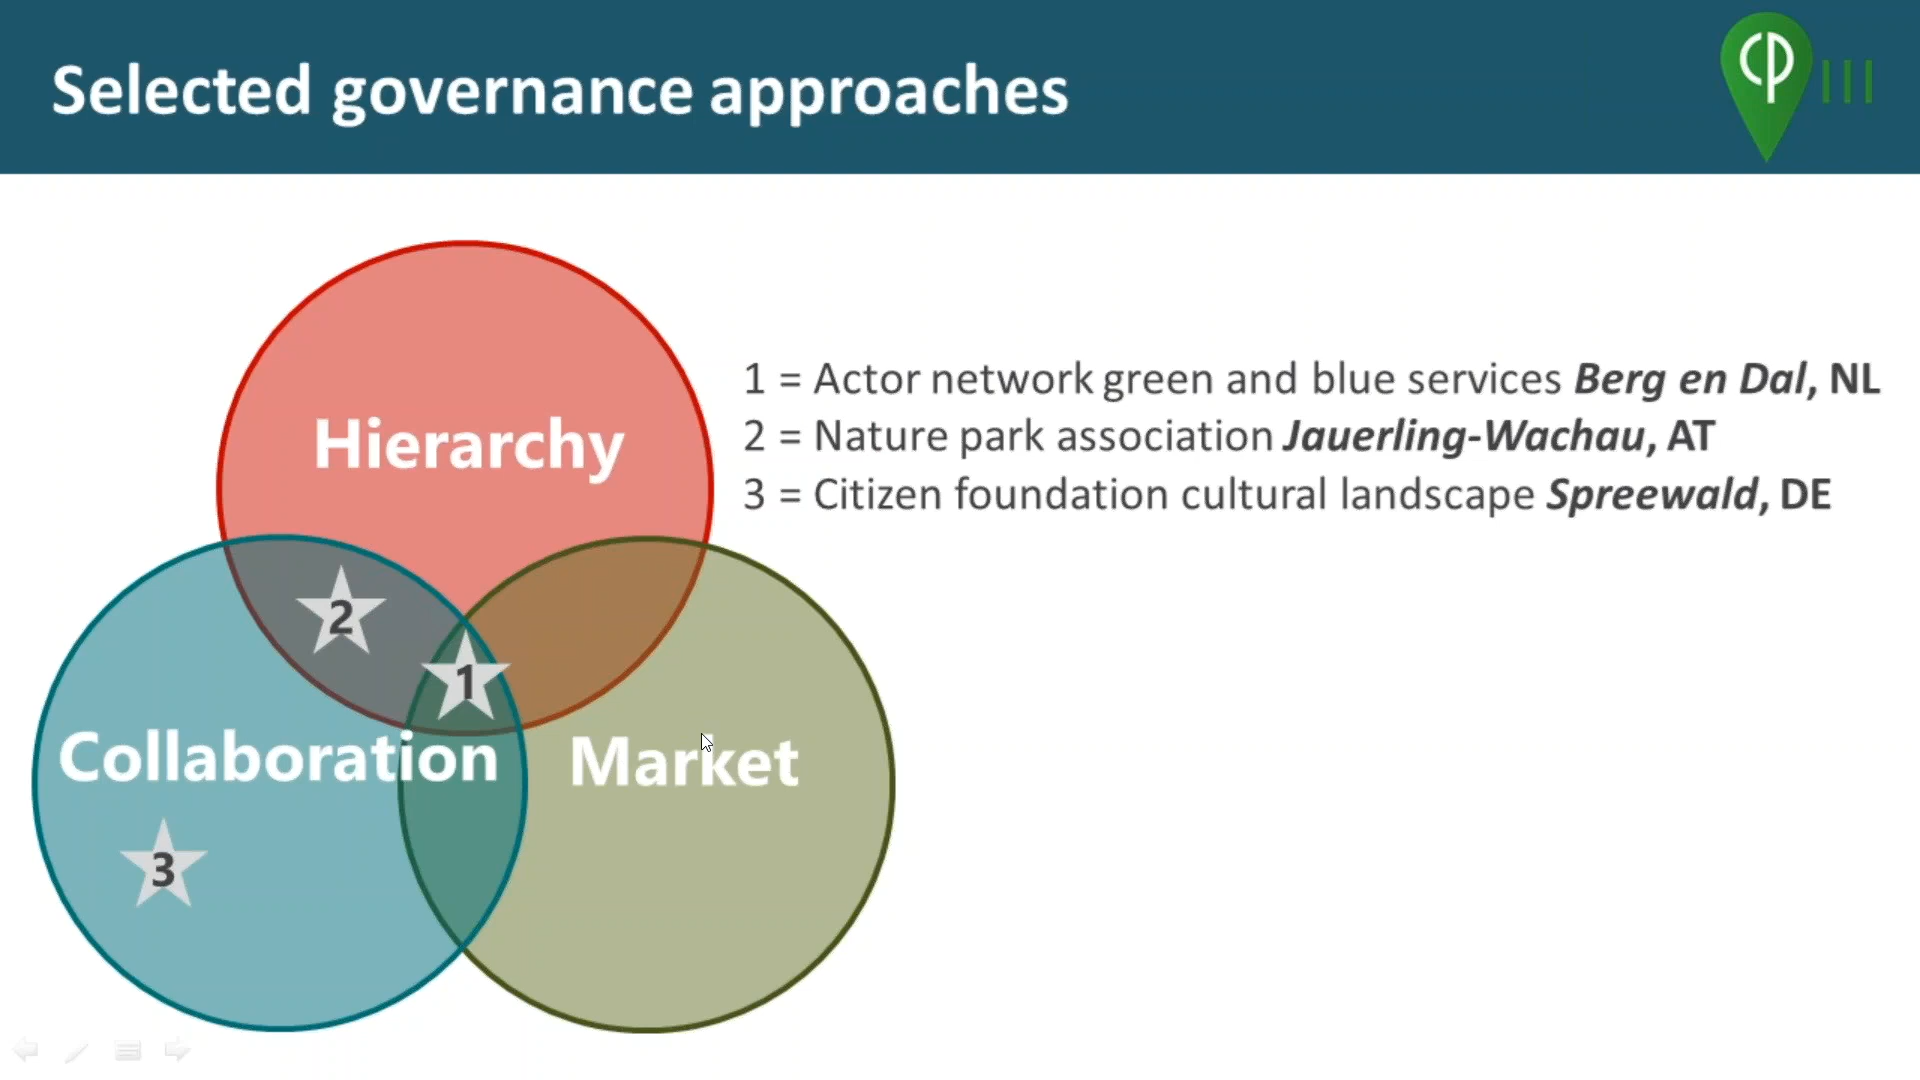 Selected governance approaches
Hierarchy
1 = Actor network green and blue services Berg en Dal, NL
2 = Nature park association Jauerling-Wachau, AT
3 = Citizen foundation cultural landscape Spreewald, DE
2
1
Collaboration
Market
3